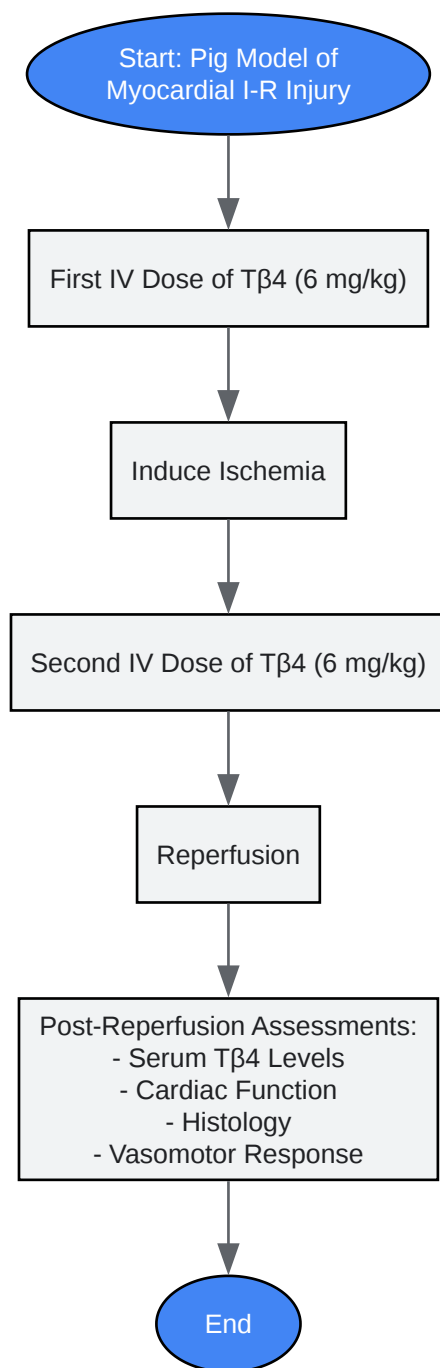 Start: Pig Model of
Myocardial I-R Injury
First IV Dose of Tβ4 (6 mg/kg)
Induce Ischemia
Second IV Dose of Tβ4 (6 mg/kg)
Reperfusion
Post-Reperfusion Assessments:
- Serum Tβ4 Levels
- Cardiac Function
- Histology
- Vasomotor Response
End